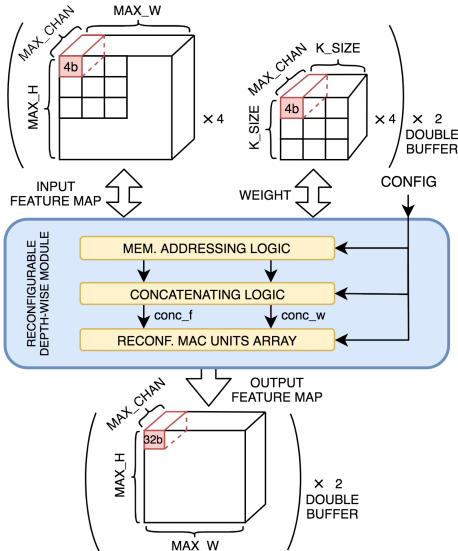 MAX_CHAN
MAX_W
MAX_H
4b
× 4
MAX_CHAN
K_SIZE
K_SIZE
4b
× 4
× 2
DOUBLE
BUFFER
INPUT
FEATURE MAP
WEIGHT
CONFIG
RECONFIGURABLE
DEPTH-WISE MODULE
MEM. ADDRESSING LOGIC
CONCATENATING LOGIC
conc_f
conc_w
RECONF. MAC UNITS ARRAY
OUTPUT
FEATURE MAP
MAX_CHAN
MAX_H
32b
× 2
DOUBLE
BUFFER
MAX_W